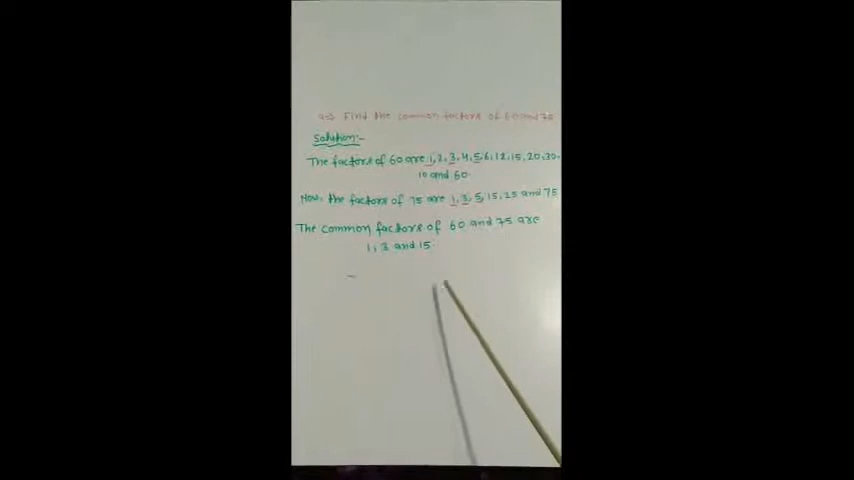 Q5 Find the common factors of 60 and 75
Solution:-
The factors of 60 are 1, 2, 3, 4, 5, 6, 12, 15, 20, 30,
10 and 60.
Now, the factors of 75 are 1, 3, 5, 15, 25 and 75
The common factors of 60 and 75 are
1, 3 and 15.